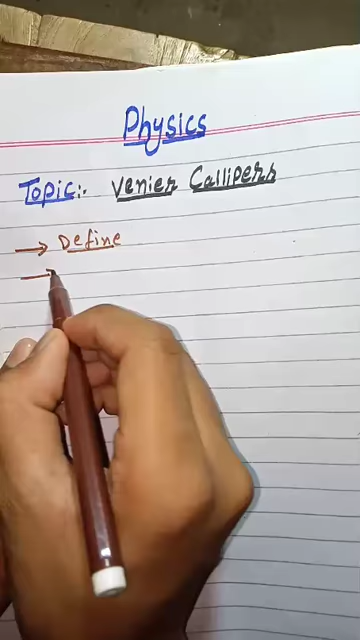 Physics
Topic:- Venier Callipers
→ Define